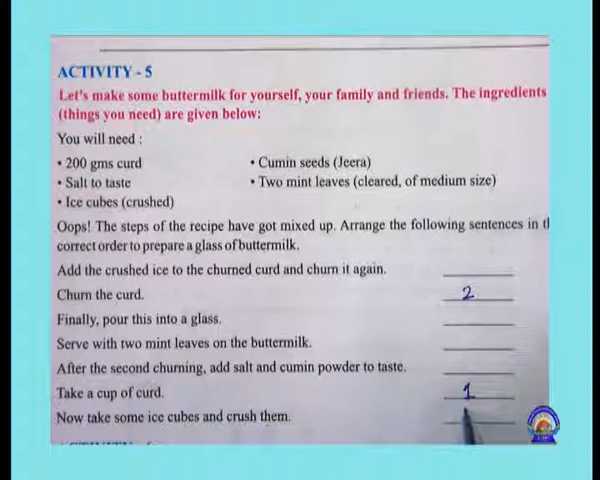 ACTIVITY - 5
Let's make some buttermilk for yourself, your family and friends. The ingredients
(things you need) are given below:
You will need :
• 200 gms curd • Cumin seeds (Jeera)
• Salt to taste • Two mint leaves (cleared, of medium size)
• Ice cubes (crushed)
Oops! The steps of the recipe have got mixed up. Arrange the following sentences in
correct order to prepare a glass of buttermilk.
Add the crushed ice to the churned curd and churn it again.
Churn the curd. 2
Finally, pour this into a glass.
Serve with two mint leaves on the buttermilk.
After the second churning, add salt and cumin powder to taste.
Take a cup of curd. 1
Now take some ice cubes and crush them.